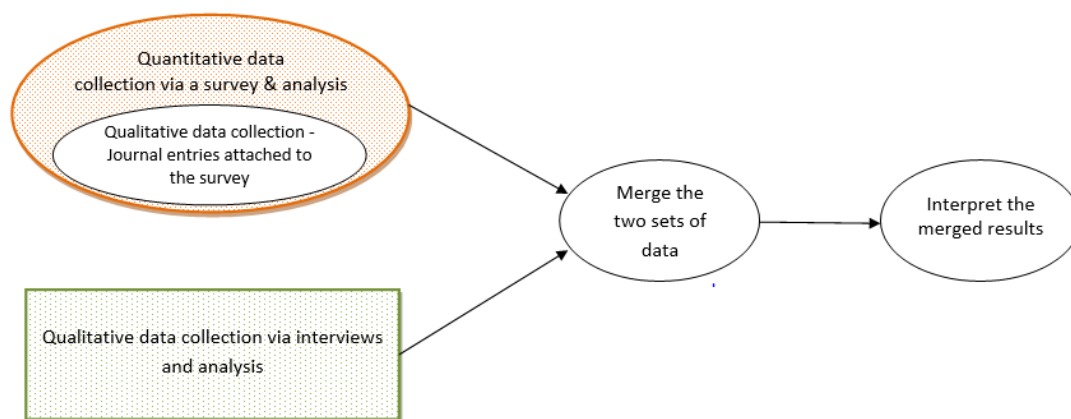 Quantitative data
collection via a survey & analysis
Qualitative data collection -
Journal entries attached to
the survey
Merge the
two sets of
data
Interpret the
merged results
Qualitative data collection via interviews
and analysis